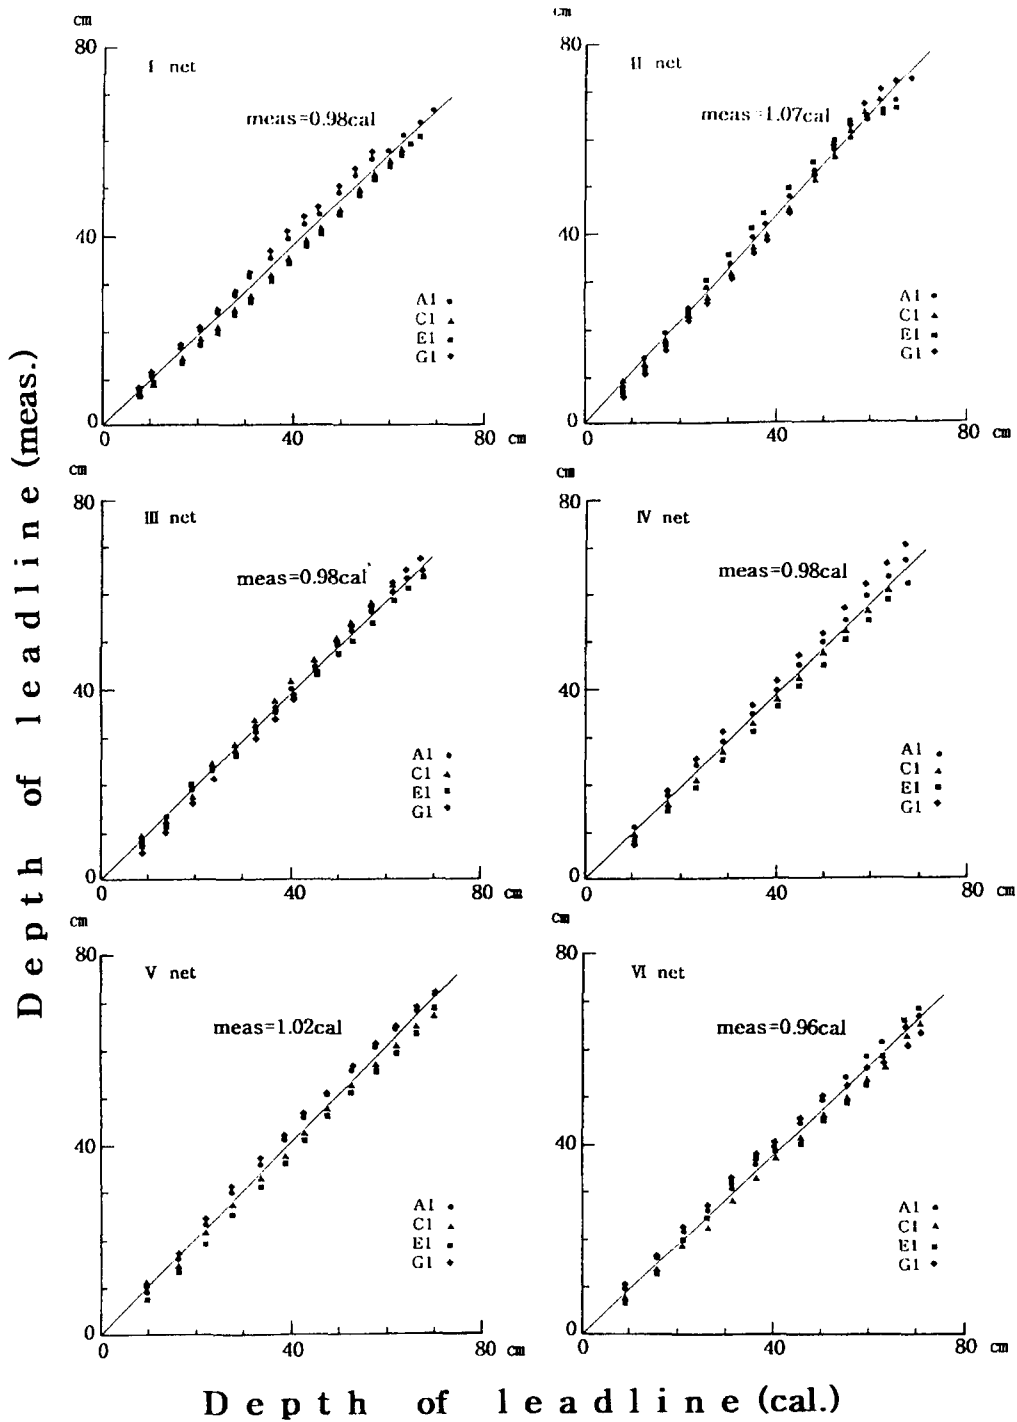 Depth of leadline (meas.)
cm
80
I net
meas=0.98cal
40
A1
C1
E1
G1
0
0 40 80 cm
cm
80
II net
meas=1.07cal
40
A1
C1
E1
G1
0
0 40 80 cm
cm
80
III net
meas=0.98cal
40
A1
C1
E1
G1
0
0 40 80 cm
cm
80
IV net
meas=0.98cal
40
A1
C1
E1
G1
0
0 40 80 cm
cm
80
V net
meas=1.02cal
40
A1
C1
E1
G1
0
0 40 80 cm
cm
80
VI net
meas=0.96cal
40
A1
C1
E1
G1
0
0 40 80 cm
Depth of leadline (cal.)